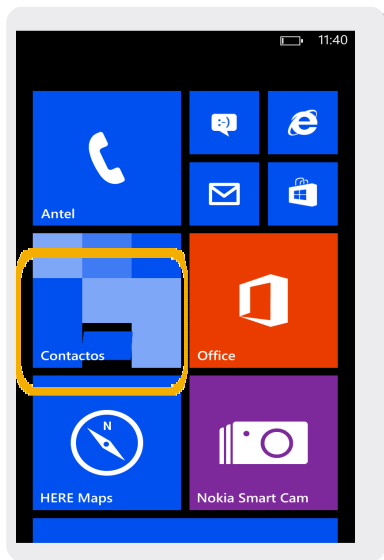 11:40
:-)
Antel
Contactos
Office
N
HERE Maps
Nokia Smart Cam